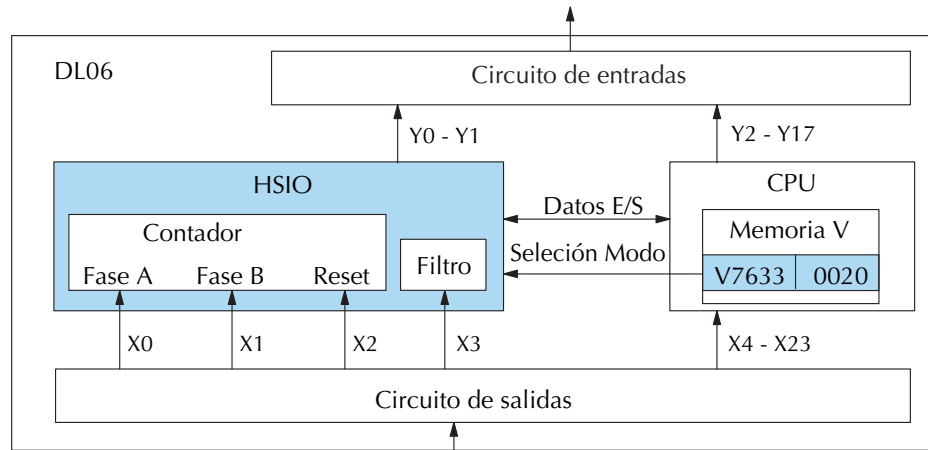 DL06
Circuito de entradas
Y0 - Y1
Y2 - Y17
HSIO
CPU
Contador
Fase A Fase B Reset
Filtro
Datos E/S
Seleción Modo
Memoria V
V7633 0020
X0 X1 X2 X3 X4 - X23
Circuito de salidas